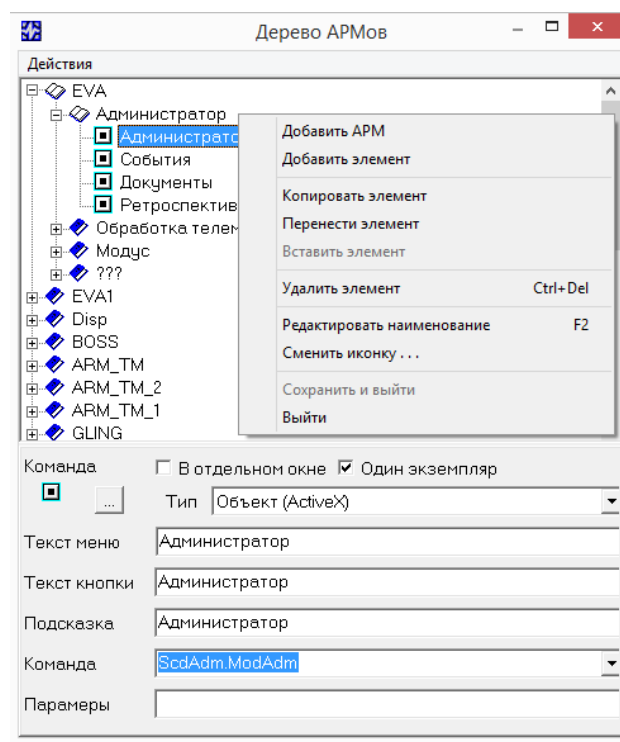 Дерево АРМов
Действия
EVA
Администратор
Администрато
События
Документы
Ретроспектив
Обработка телем
Модус
???
EVA1
Disp
BOSS
ARM_TM
ARM_TM_2
ARM_TM_1
GLING
Добавить АРМ
Добавить элемент
Копировать элемент
Перенести элемент
Вставить элемент
Удалить элемент Ctrl+Del
Редактировать наименование F2
Сменить иконку . . .
Сохранить и выйти
Выйти
Команда В отдельном окне Один экземпляр
... Тип Объект (ActiveX)
Текст меню Администратор
Текст кнопки Администратор
Подсказка Администратор
Команда ScdAdm.ModAdm
Парамеры